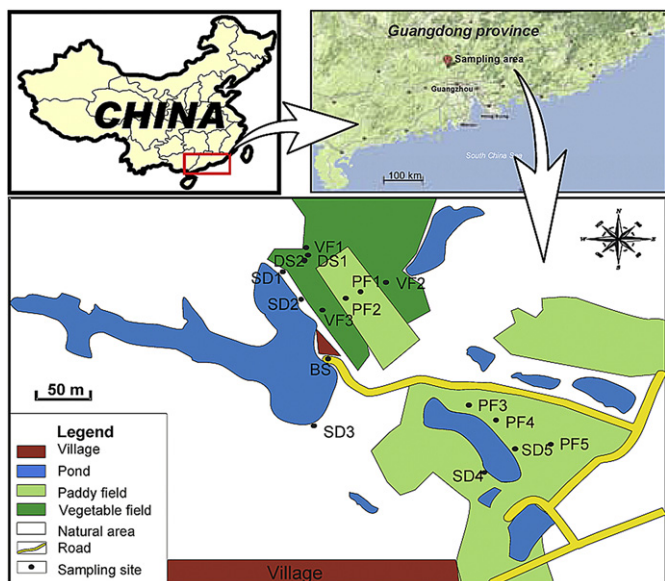 CHINA
Guangdong province
Sampling area
Guangzhou
South China Sea
100 km
N
VF1
DS2
DS1
SD1
PF1
VF2
SD2
PF2
VF3
BS
50 m
SD3
PF3
PF4
PF5
SD5
SD4
Legend
Village
Pond
Paddy field
Vegetable field
Natural area
Road
Sampling site
Village